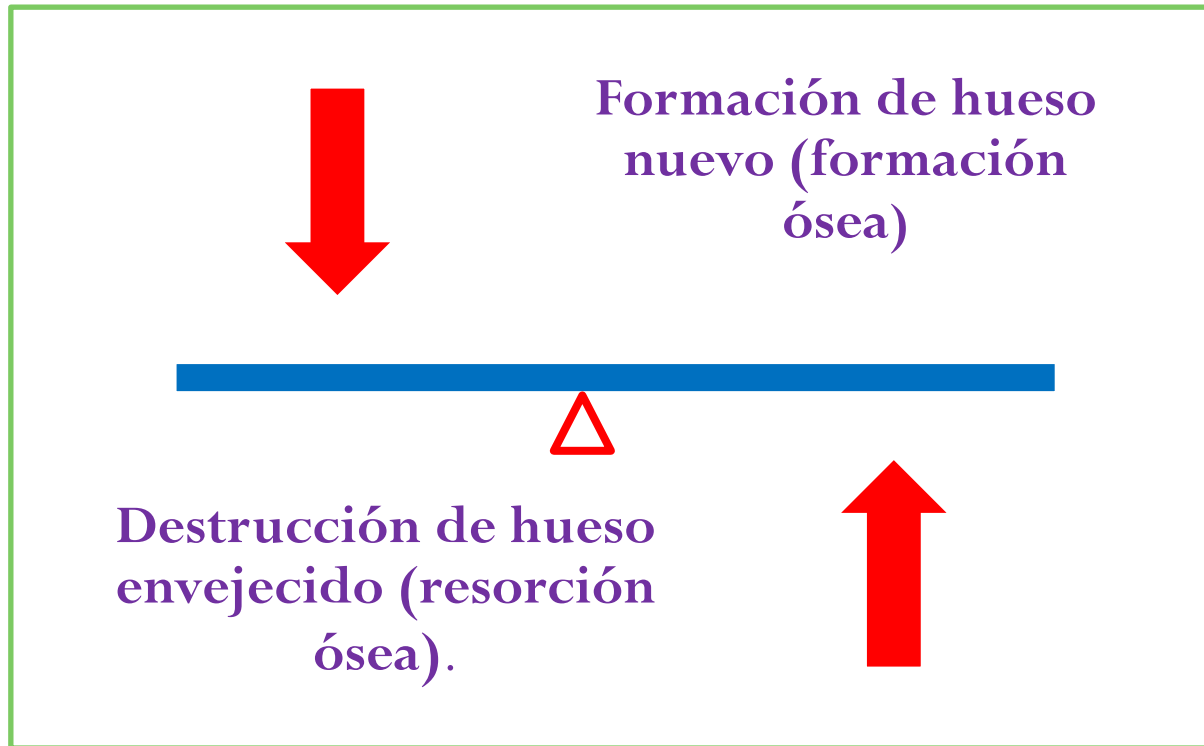 Formación de hueso
nuevo (formación
ósea)
Destrucción de hueso
envejecido (resorción
ósea).